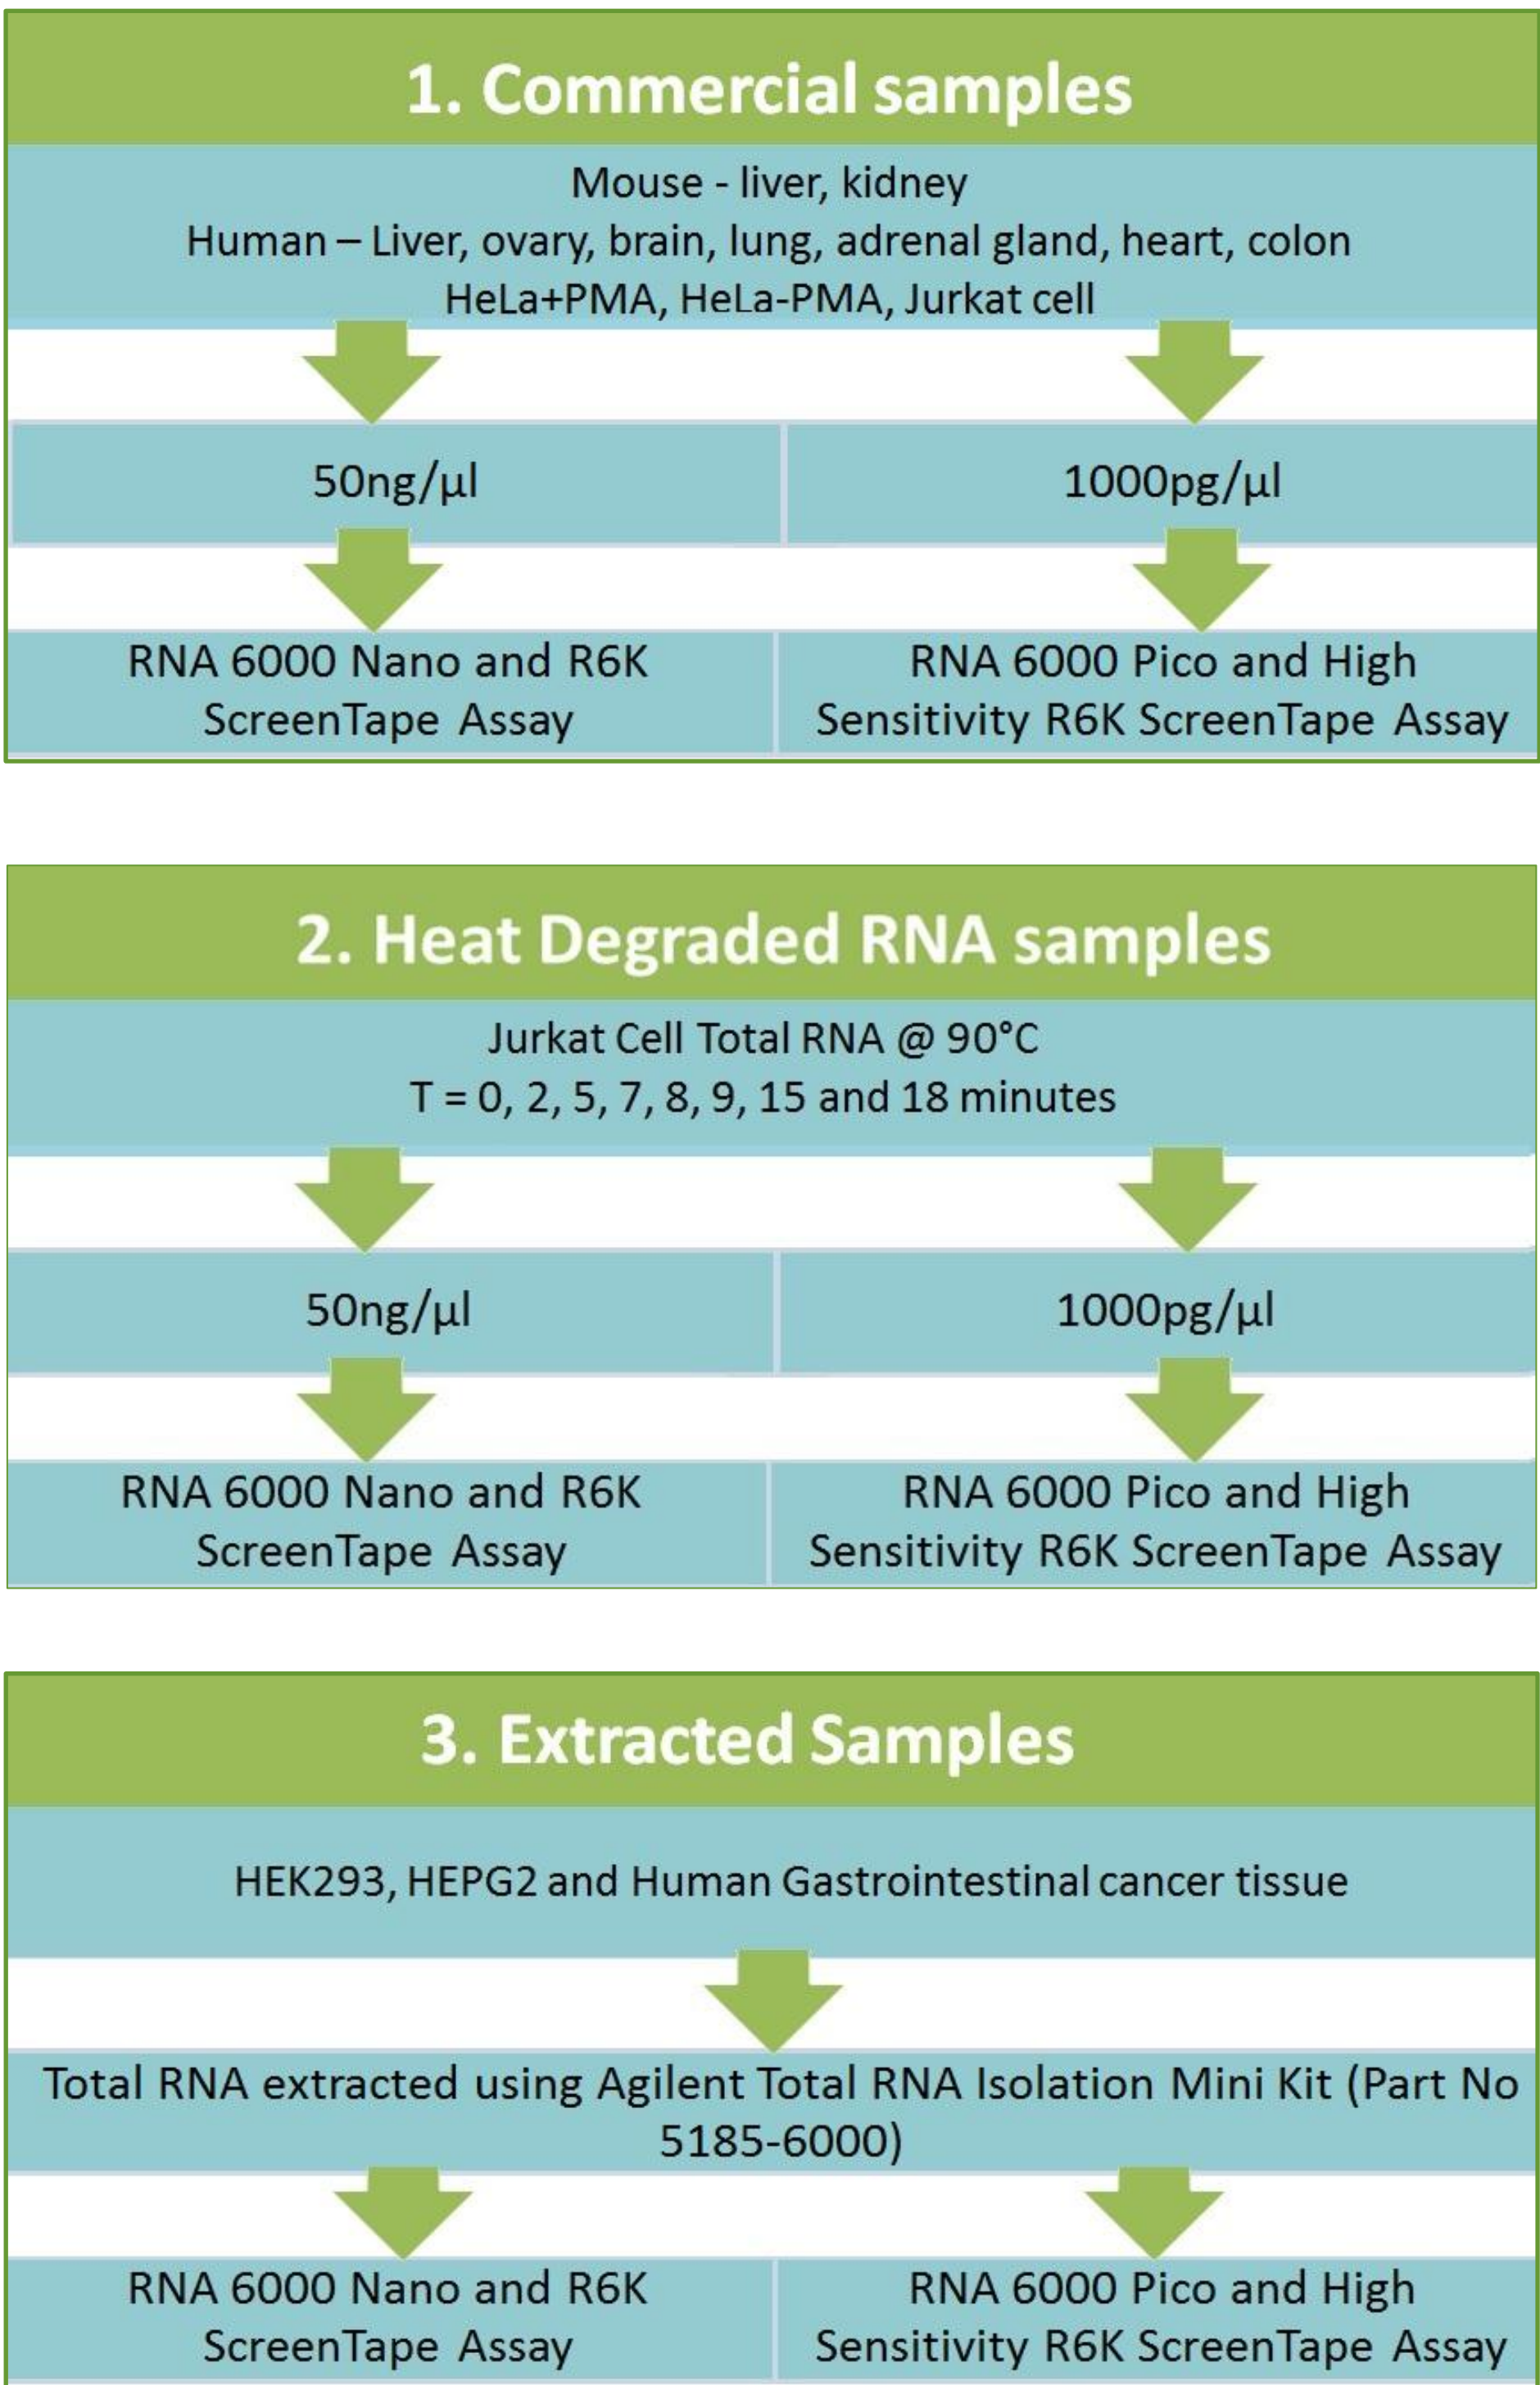 1. Commercial samples
Mouse - liver, kidney
Human – Liver, ovary, brain, lung, adrenal gland, heart, colon
HeLa+PMA, HeLa-PMA, Jurkat cell
50ng/µl
1000pg/µl
RNA 6000 Nano and R6K
ScreenTape Assay
RNA 6000 Pico and High
Sensitivity R6K ScreenTape Assay
2. Heat Degraded RNA samples
Jurkat Cell Total RNA @ 90°C
T = 0, 2, 5, 7, 8, 9, 15 and 18 minutes
50ng/µl
1000pg/µl
RNA 6000 Nano and R6K
ScreenTape Assay
RNA 6000 Pico and High
Sensitivity R6K ScreenTape Assay
3. Extracted Samples
HEK293, HEPG2 and Human Gastrointestinal cancer tissue
Total RNA extracted using Agilent Total RNA Isolation Mini Kit (Part No
5185-6000)
RNA 6000 Nano and R6K
ScreenTape Assay
RNA 6000 Pico and High
Sensitivity R6K ScreenTape Assay